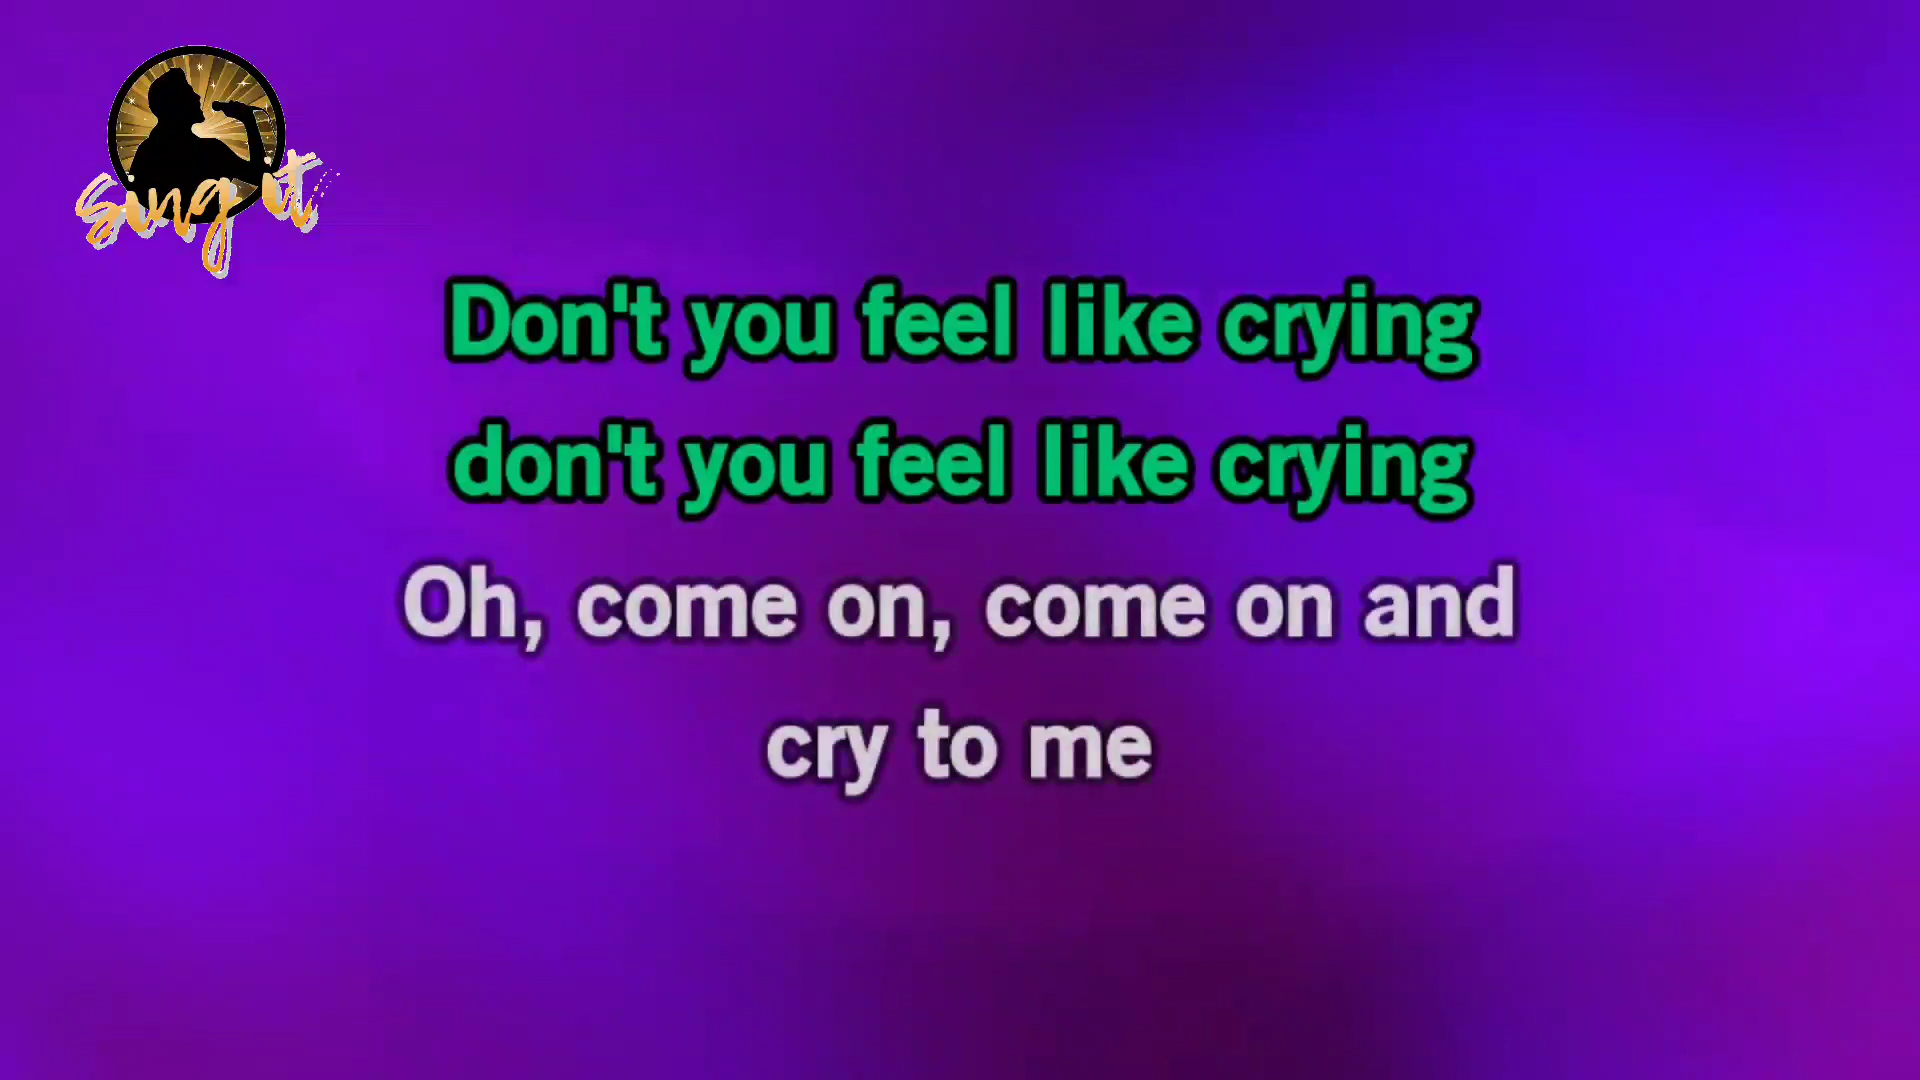 sing it
Don't you feel like crying
don't you feel like crying
Oh, come on, come on and
cry to me